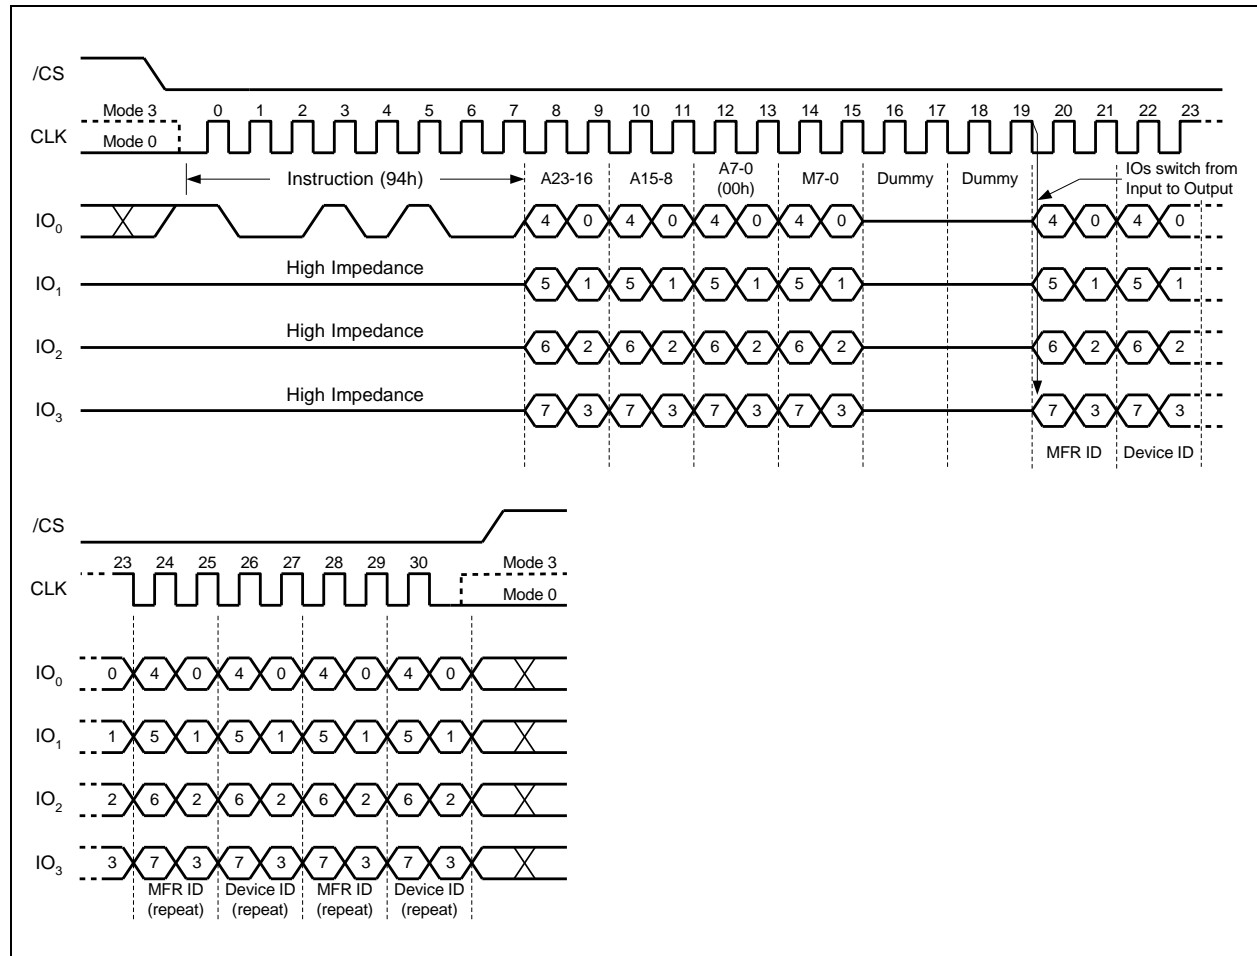 /CS
Mode 3 0 1 2 3 4 5 6 7 8 9 10 11 12 13 14 15 16 17 18 19 20 21 22 23
CLK Mode 0
Instruction (94h) A23-16 A15-8 A7-0 (00h) M7-0 Dummy Dummy IOs switch from
Input to Output
IO0 4 0 4 0 4 0 4 0 4 0 4 0
High Impedance
IO1 5 1 5 1 5 1 5 1 5 1 5 1
High Impedance
IO2 6 2 6 2 6 2 6 2 6 2 6 2
High Impedance
IO3 7 3 7 3 7 3 7 3 7 3 7 3
MFR ID Device ID
/CS
23 24 25 26 27 28 29 30 Mode 3
CLK Mode 0
IO0 0 4 0 4 0 4 0 4 0
IO1 1 5 1 5 1 5 1 5 1
IO2 2 6 2 6 2 6 2 6 2
IO3 3 7 3 7 3 7 3 7 3
MFR ID Device ID MFR ID Device ID
(repeat) (repeat) (repeat) (repeat)